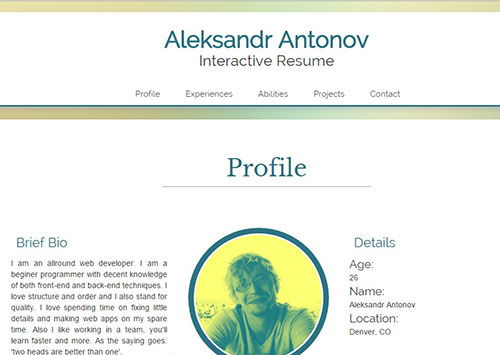 Aleksandr Antonov
Interactive Resume
Profile Experiences Abilities Projects Contact
Profile
Brief Bio
I am an allround web developer. I am a
beginer programmer with decent knowledge
of both front-end and back-end techniques. I
love structure and order and I also stand for
quality. I love spending time on fixing little
details and making web apps on my spare
time. Also I like working in a team, you'll
learn faster and more. As the saying goes:
'two heads are better than one'.
Details
Age:
26
Name:
Aleksandr Antonov
Location:
Denver, CO